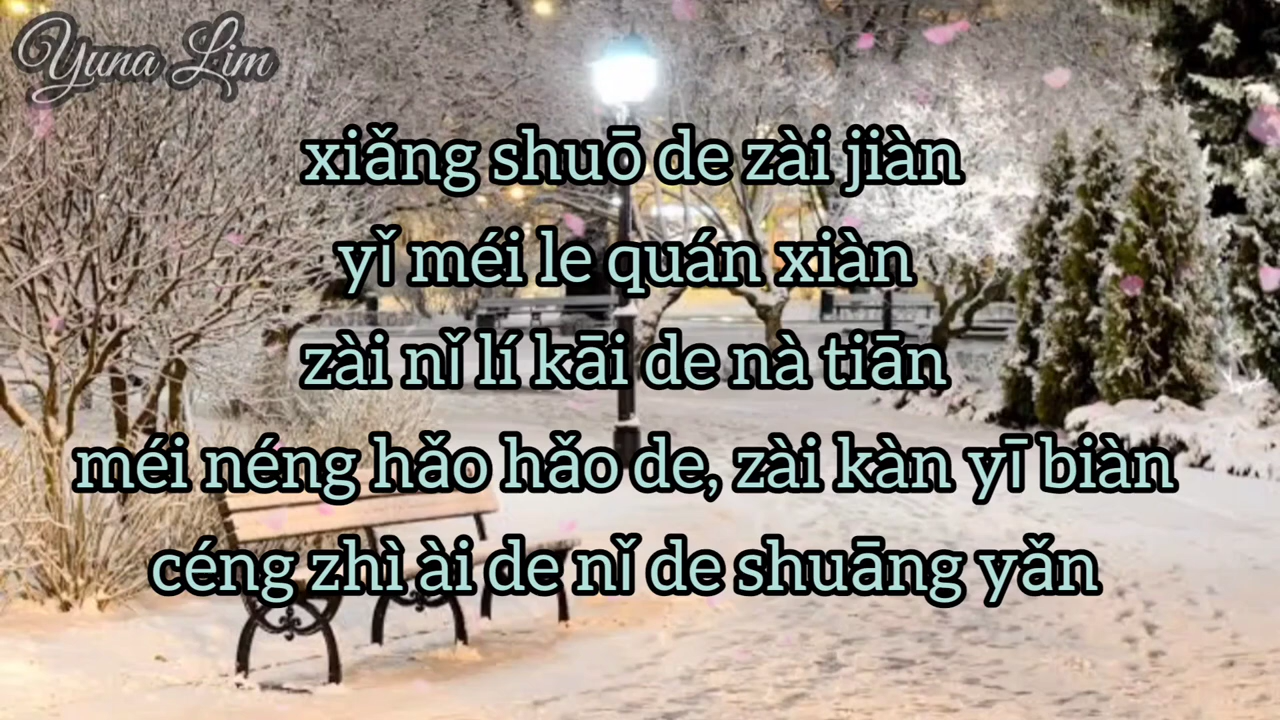 Yuna Lim
xiǎng shuō de zài jiàn
yǐ méi le quán xiàn
zài nǐ lí kāi de nà tiān
méi néng hǎo hǎo de, zài kàn yī biàn
céng zhì ài de nǐ de shuāng yǎn